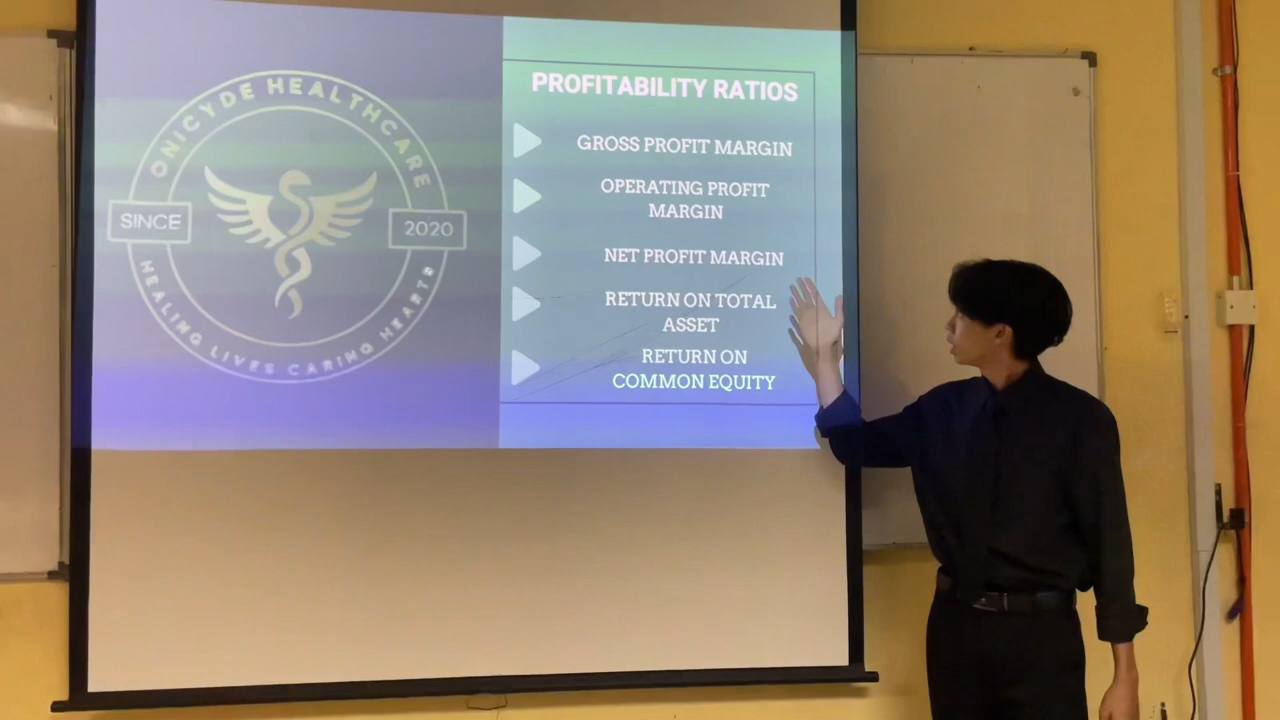 ONICYDE HEALTHCARE
SINCE
2020
HEALING LIVES CARING HEARTS
PROFITABILITY RATIOS
GROSS PROFIT MARGIN
OPERATING PROFIT
MARGIN
NET PROFIT MARGIN
RETURN ON TOTAL
ASSET
RETURN ON
COMMON EQUITY